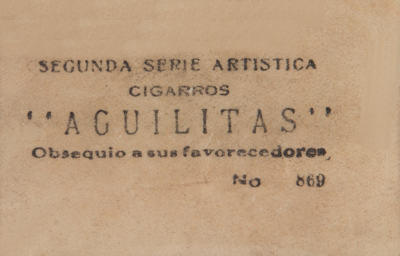 SEGUNDA SERIE ARTISTICA
CIGARROS
"AGUILITAS"
Obsequio a sus favorecedores,
No 869